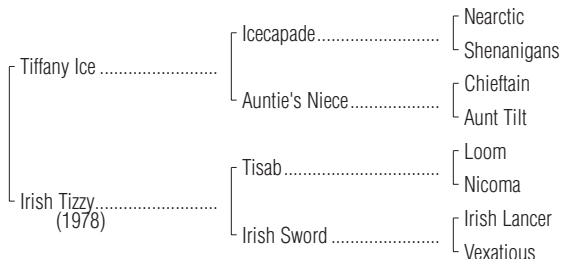 Nearctic
Icecapade
Shenanigans
Tiffany Ice
Chieftain
Auntie's Niece
Aunt Tilt
Loom
Tisab
Nicoma
Irish Tizzy
(1978)
Irish Lancer
Irish Sword
Vexatious